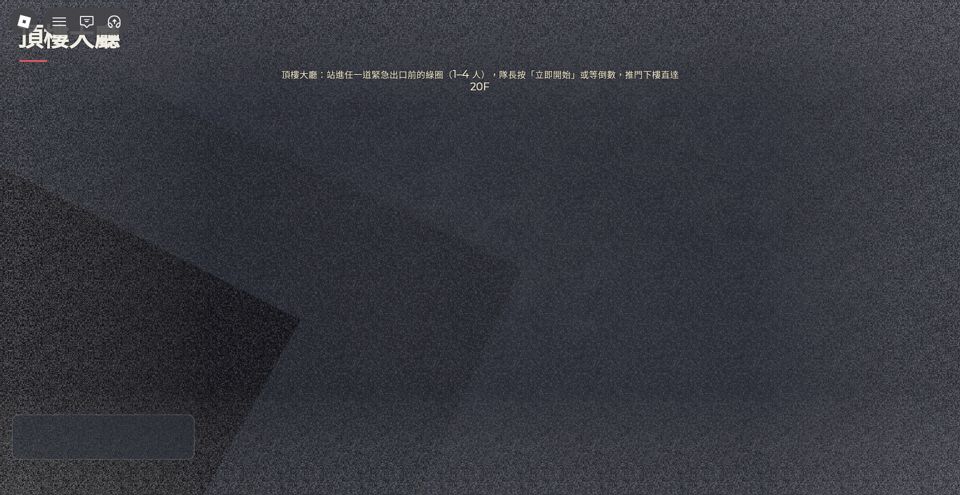 頂樓大廳
頂樓大廳：站進任一道緊急出口前的綠圈（1–4 人），隊長按「立即開始」或等倒數，推門下樓直達
20F